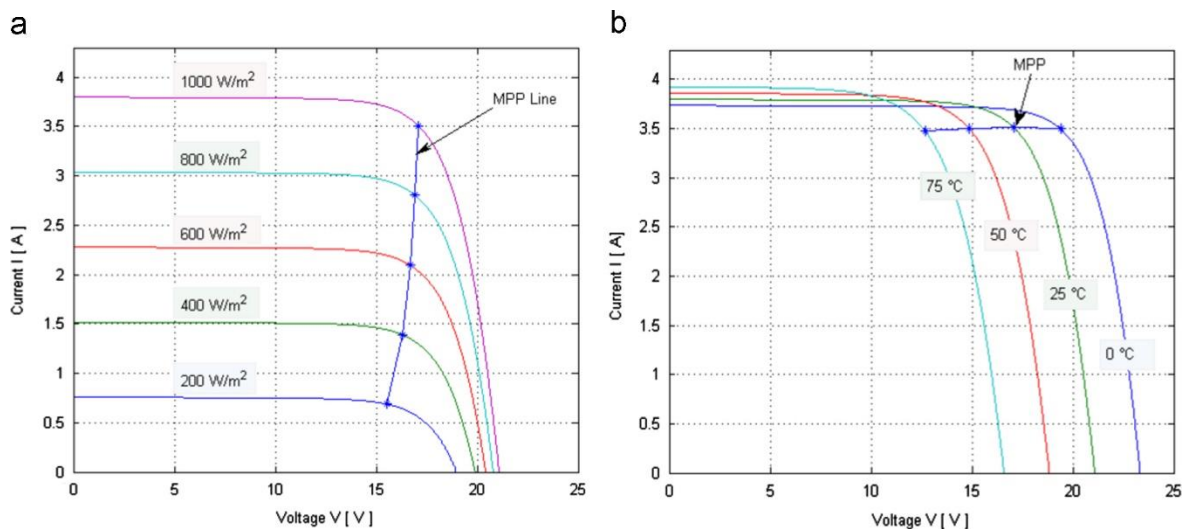 a
4
3.5
3
2.5
2
1.5
1
0.5
0
Current I [ A ]
1000 W/m²
800 W/m²
600 W/m²
400 W/m²
200 W/m²
MPP Line
0 5 10 15 20 25
Voltage V [ V ]
b
4
3.5
3
2.5
2
1.5
1
0.5
0
Current I [ A ]
MPP
75 °C
50 °C
25 °C
0 °C
0 5 10 15 20 25
Voltage V [ V ]